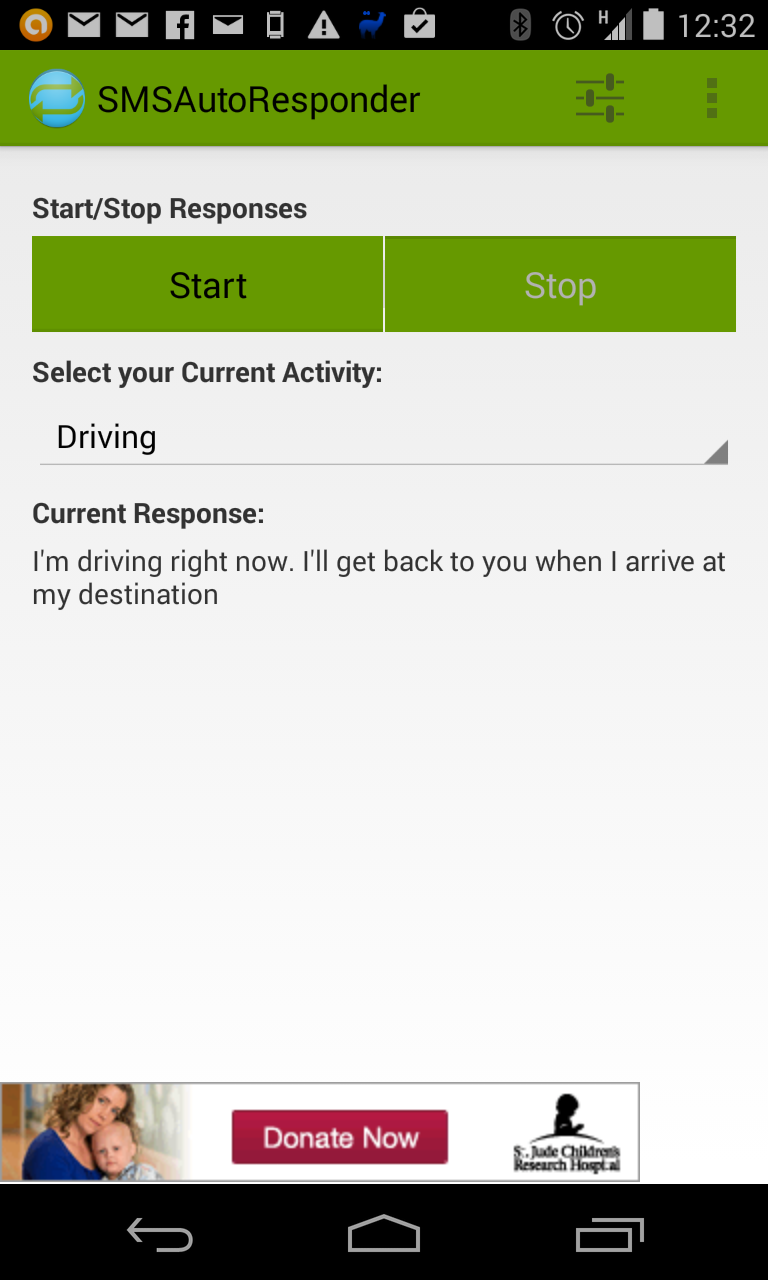 H 12:32
SMSAutoResponder
Start/Stop Responses
Start Stop
Select your Current Activity:
Driving
Current Response:
I'm driving right now. I'll get back to you when I arrive at
my destination
Donate Now
St. Jude Children's
Research Hospital